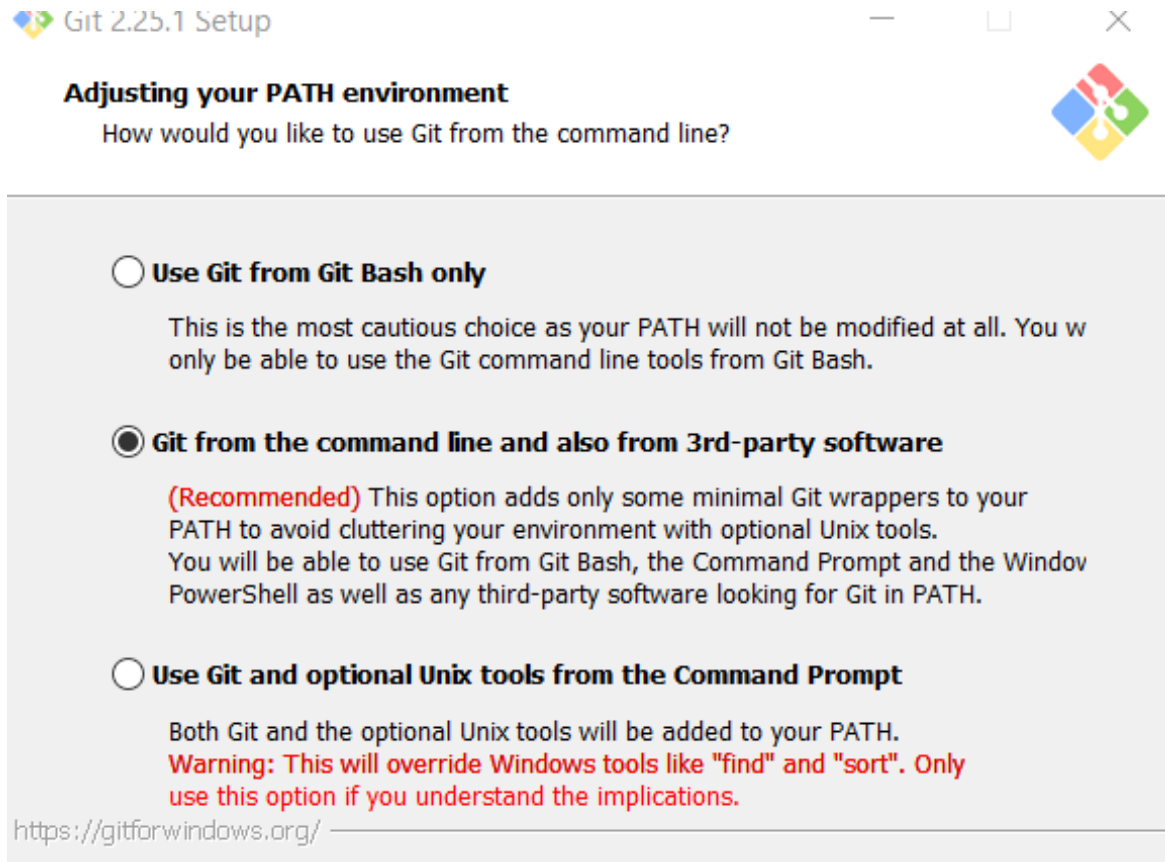 Git 2.25.1 Setup
Adjusting your PATH environment
How would you like to use Git from the command line?
Use Git from Git Bash only
This is the most cautious choice as your PATH will not be modified at all. You w
only be able to use the Git command line tools from Git Bash.
Git from the command line and also from 3rd-party software
(Recommended) This option adds only some minimal Git wrappers to your
PATH to avoid cluttering your environment with optional Unix tools.
You will be able to use Git from Git Bash, the Command Prompt and the Window
PowerShell as well as any third-party software looking for Git in PATH.
Use Git and optional Unix tools from the Command Prompt
Both Git and the optional Unix tools will be added to your PATH.
Warning: This will override Windows tools like "find" and "sort". Only
use this option if you understand the implications.
https://gitforwindows.org/